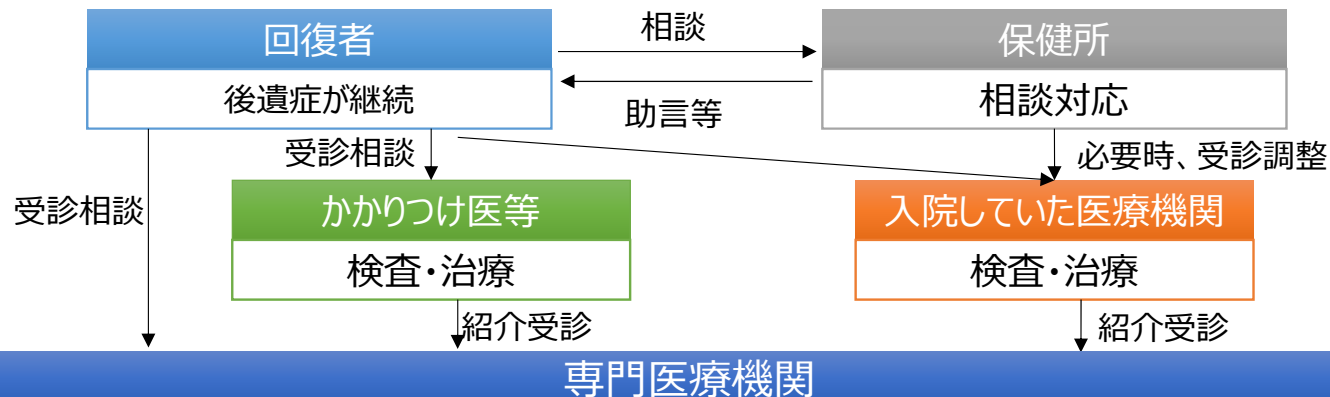 回復者
相談
保健所
後遺症が継続
助言等
相談対応
受診相談
必要時、受診調整
受診相談
かかりつけ医等
入院していた医療機関
検査・治療
検査・治療
紹介受診
紹介受診
専門医療機関